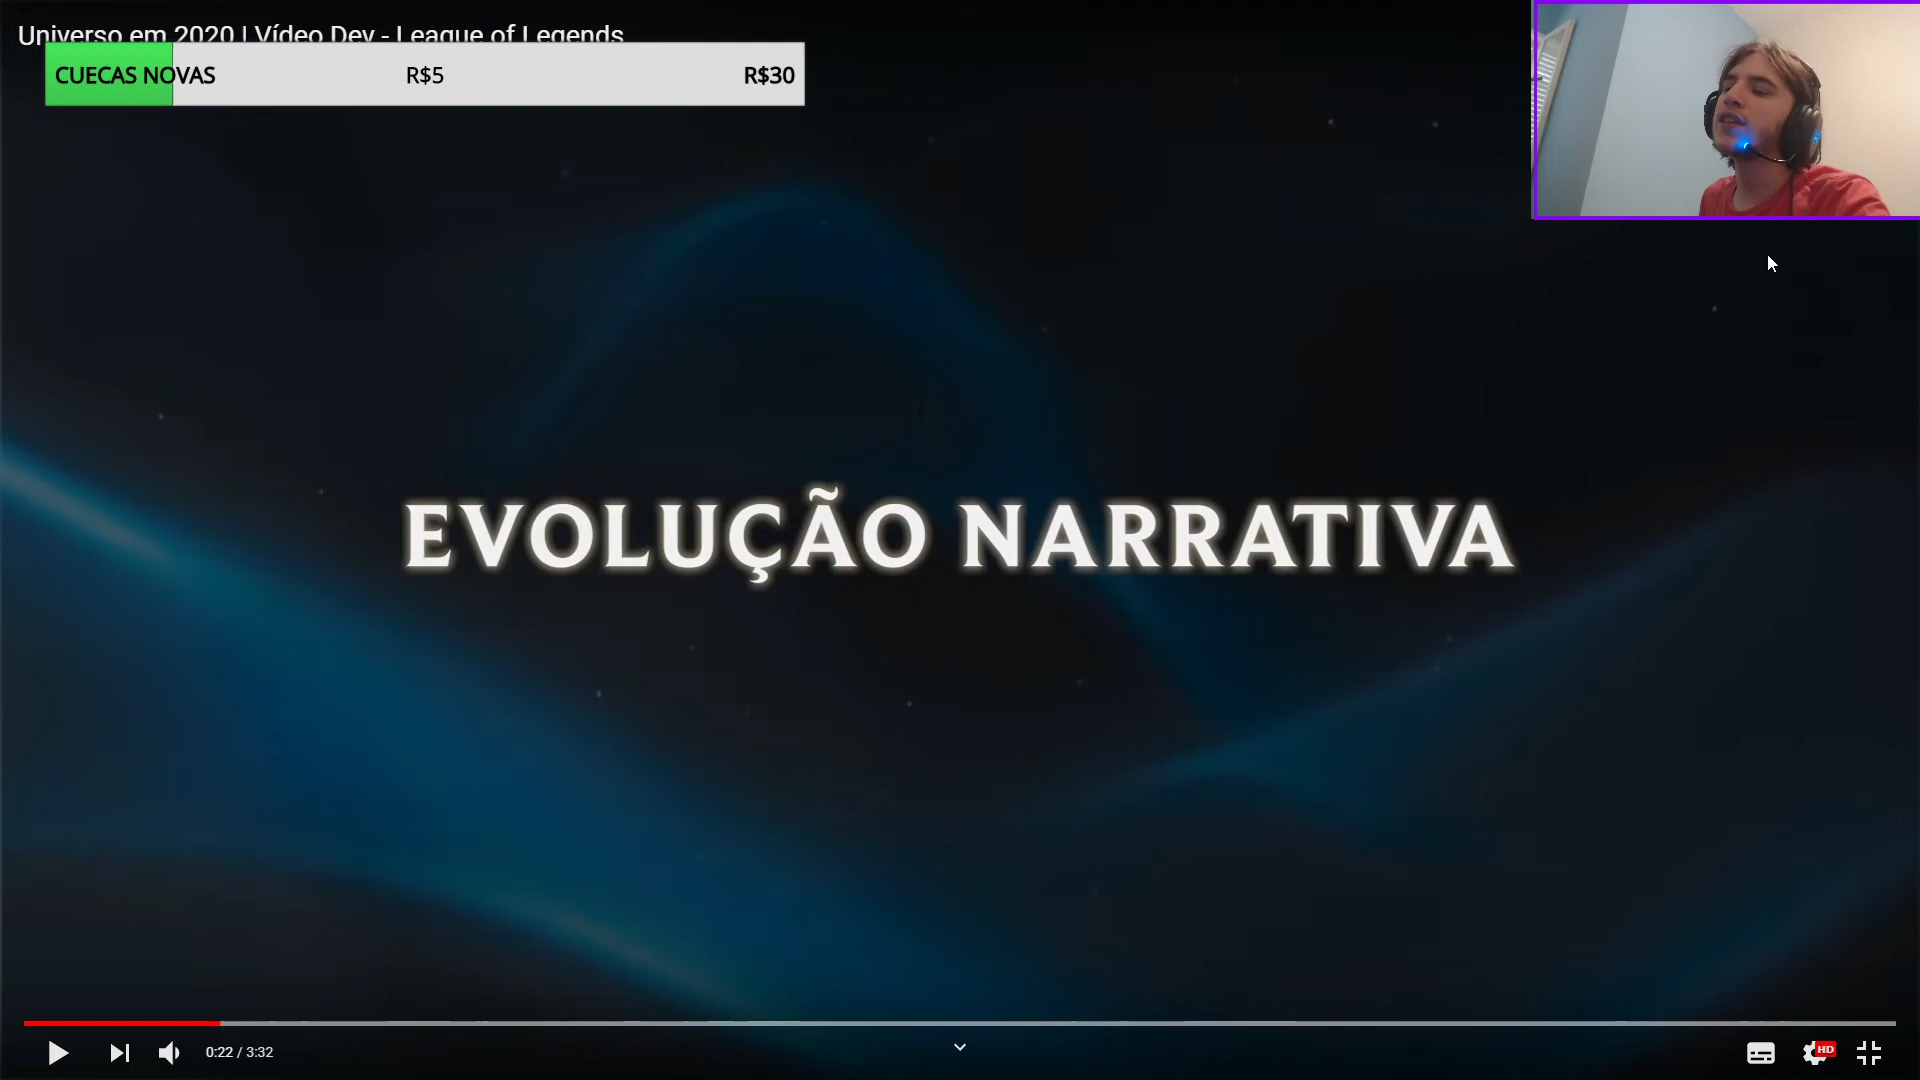 Universo em 2020 | Vídeo Dev - League of Legends
CUECAS NOVAS R$5 R$30
EVOLUÇÃO NARRATIVA
0:22 / 3:32
HD